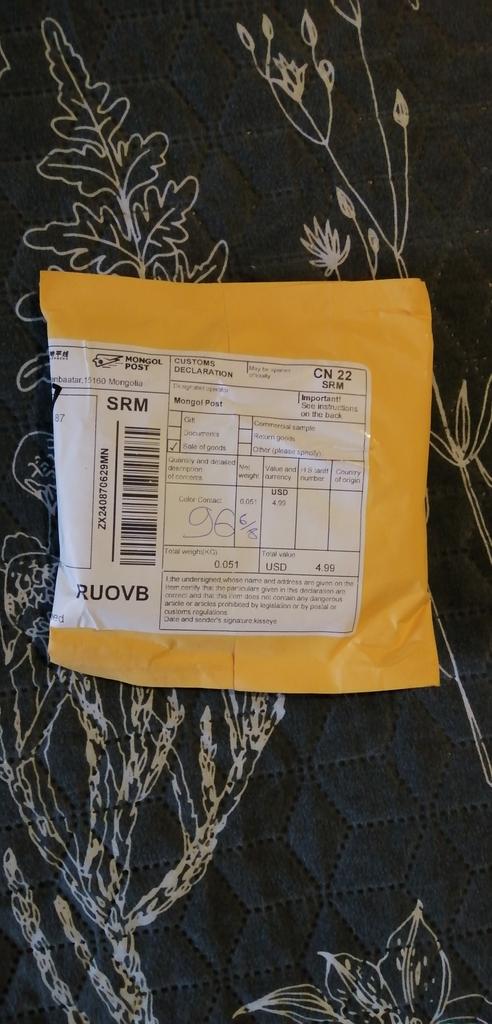 MONGOL
POST
nbaatar,15160 Mongolia
87
SRM
ZX240870629MN
RUOVB
ed
CUSTOMS
DECLARATION
May be opened
officially
CN 22
SRM
Designated operator
Mongol Post
Important!
See instructions
on the back
Gift
Commercial sample
Documents
Return goods
✓ Sale of goods
Other (please specify)
Quantity and detailed
description
of contents
Net
weight
Value and
currency
H.S tariff
number
Country
of origin
USD
Color Contact
0.051
4.99
96 6/8
Total weight(KG)
Total value
0.051
USD 4.99
I,the undersigned,whose name and address are given on the
item,certify that the particulars given in this declaration are
correct and that this item does not contain any dangerous
article or articles prohibited by legislation or by postal or
customs regulations.
Date and sender's signature:kisseye